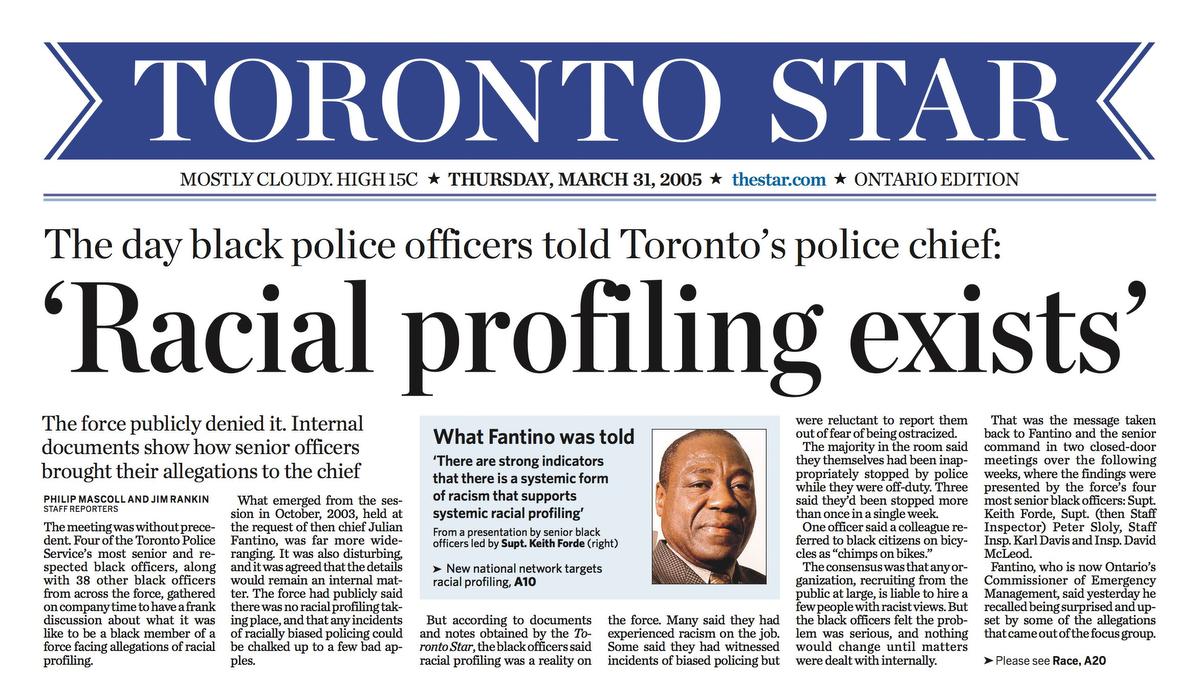 TORONTO STAR
MOSTLY CLOUDY. HIGH 15C ★ THURSDAY, MARCH 31, 2005 ★ thestar.com ★ ONTARIO EDITION
The day black police officers told Toronto's police chief:
'Racial profiling exists'
The force publicly denied it. Internal
documents show how senior officers
brought their allegations to the chief
PHILIP MASCOLL AND JIM RANKIN
STAFF REPORTERS
The meeting was without prece-
dent. Four of the Toronto Police
Service's most senior and re-
spected black officers, along
with 38 other black officers
from across the force, gathered
on company time to have a frank
discussion about what it was
like to be a black member of a
force facing allegations of racial
profiling.
What emerged from the ses-
sion in October, 2003, held at
the request of then chief Julian
Fantino, was far more wide-
ranging. It was also disturbing,
and it was agreed that the details
would remain an internal mat-
ter. The force had publicly said
there was no racial profiling tak-
ing place, and that any incidents
of racially biased policing could
be chalked up to a few bad ap-
ples.
What Fantino was told
'There are strong indicators
that there is a systemic form
of racism that supports
systemic racial profiling'
From a presentation by senior black
officers led by Supt. Keith Forde (right)
➤ New national network targets
racial profiling, A10
But according to documents
and notes obtained by the To-
ronto Star, the black officers said
racial profiling was a reality on
the force. Many said they had
experienced racism on the job.
Some said they had witnessed
incidents of biased policing but
were reluctant to report them
out of fear of being ostracized.
The majority in the room said
they themselves had been inap-
propriately stopped by police
while they were off-duty. Three
said they'd been stopped more
than once in a single week.
One officer said a colleague re-
ferred to black citizens on bicy-
cles as "chimps on bikes."
The consensus was that any or-
ganization, recruiting from the
public at large, is liable to hire a
few people with racist views. But
the black officers felt the prob-
lem was serious, and nothing
would change until matters
were dealt with internally.
That was the message taken
back to Fantino and the senior
command in two closed-door
meetings over the following
weeks, where the findings were
presented by the force's four
most senior black officers: Supt.
Keith Forde, Supt. (then Staff
Inspector) Peter Sloly, Staff
Insp. Karl Davis and Insp. David
McLeod.
Fantino, who is now Ontario's
Commissioner of Emergency
Management, said yesterday he
recalled being surprised and up-
set by some of the allegations
that came out of the focus group.
➤ Please see Race, A20